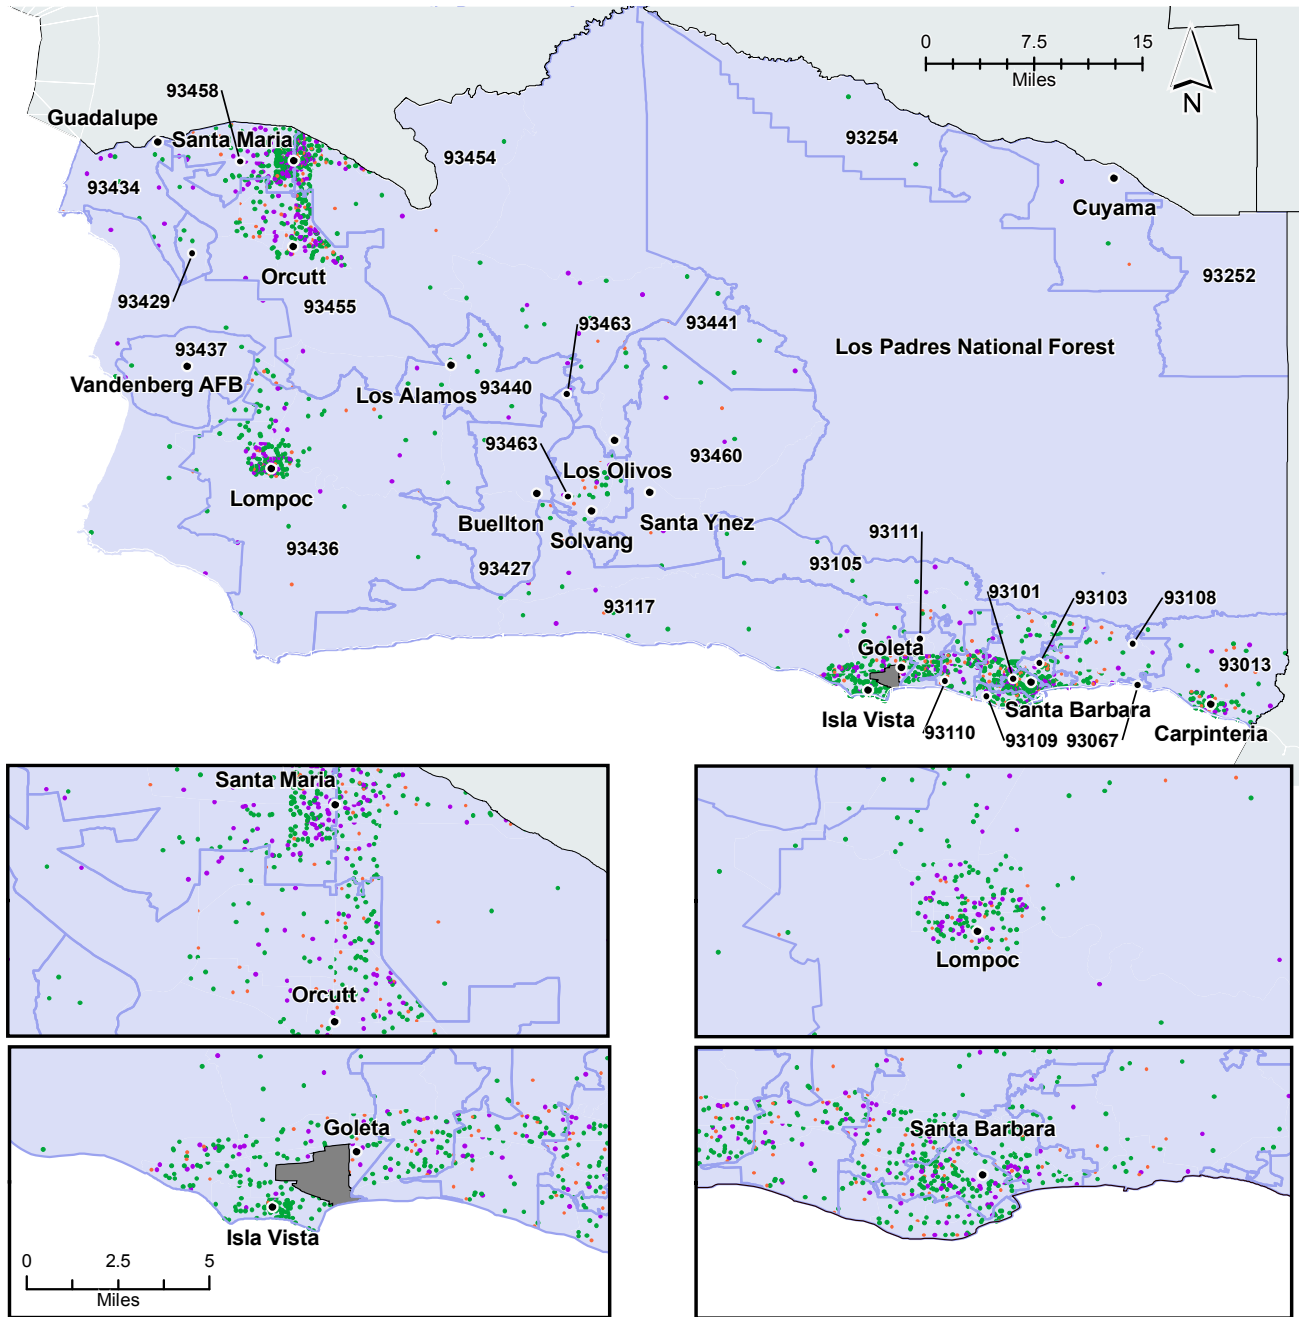 0 7.5 15
Miles
N
93458
Guadalupe
Santa Maria
93254
93454
93434
Cuyama
Orcutt
93252
93429
93455
93463
93441
93437
Los Padres National Forest
Vandenberg AFB
Los Alamos
93440
93463
93460
Los Olivos
Lompoc
Buellton
Santa Ynez
Solvang
93111
93436
93427
93105
93101
93103
93108
93117
Goleta
93013
Isla Vista
Santa Barbara
93110
93109
93067
Carpinteria
Santa Maria
Orcutt
Lompoc
Goleta
Isla Vista
0 2.5 5
Miles
Santa Barbara